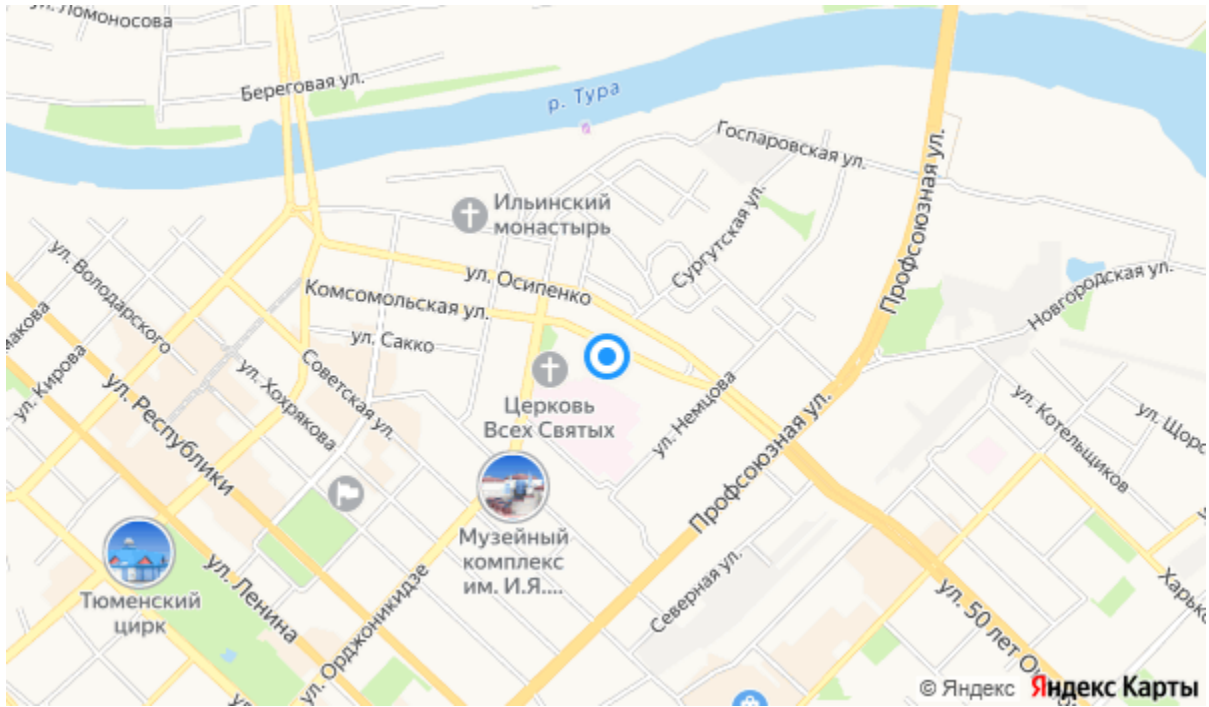 ул. Ломоносова
Береговая ул.
р. Тура
Госпаровская ул.
Профсоюзная ул.
Ильинский
монастырь
Сургутская ул.
ул. Осипенко
Комсомольская ул.
ул. Володарского
Новгородская ул.
ул. Сакко
ул. Кирова
Советская ул.
ул. Хохрякова
ул. Республики
Церковь
Всех Святых
ул. Немцова
ул. Котельщиков
Профсоюзная ул.
Музейный
комплекс
им. И.Я....
Тюменский
цирк
ул. Ленина
ул. Орджоникидзе
Северная ул.
ул. 50 лет Ок
Харько
© Яндекс Яндекс Карты